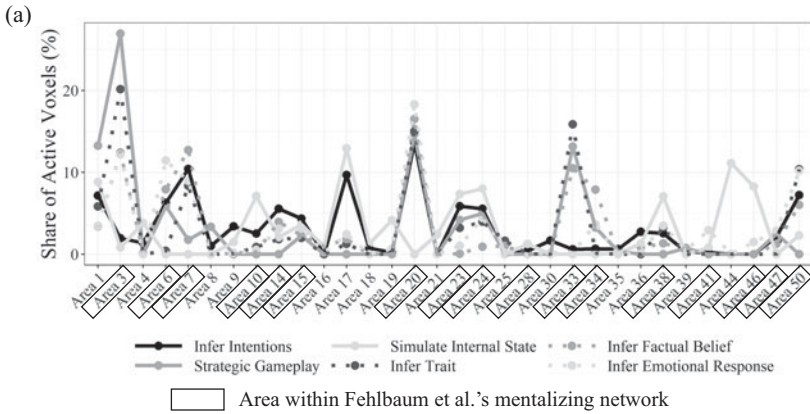 (a)
Share of Active Voxels (%)
20
10
0
Area 1
Area 3
Area 4
Area 6
Area 7
Area 8
Area 9
Area 10
Area 14
Area 15
Area 16
Area 17
Area 18
Area 19
Area 20
Area 21
Area 23
Area 24
Area 25
Area 28
Area 30
Area 33
Area 34
Area 35
Area 36
Area 38
Area 39
Area 41
Area 44
Area 46
Area 47
Area 50
Infer Intentions
Simulate Internal State
Infer Factual Belief
Strategic Gameplay
Infer Trait
Infer Emotional Response
Area within Fehlbaum et al.'s mentalizing network